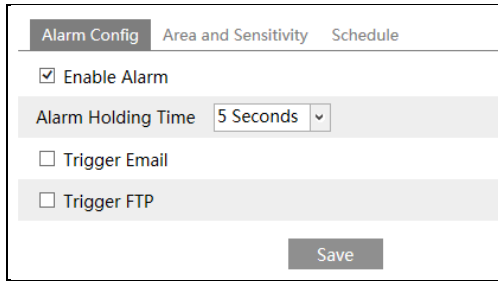 Alarm Config Area and Sensitivity Schedule
Enable Alarm
Alarm Holding Time 5 Seconds
Trigger Email
Trigger FTP
Save